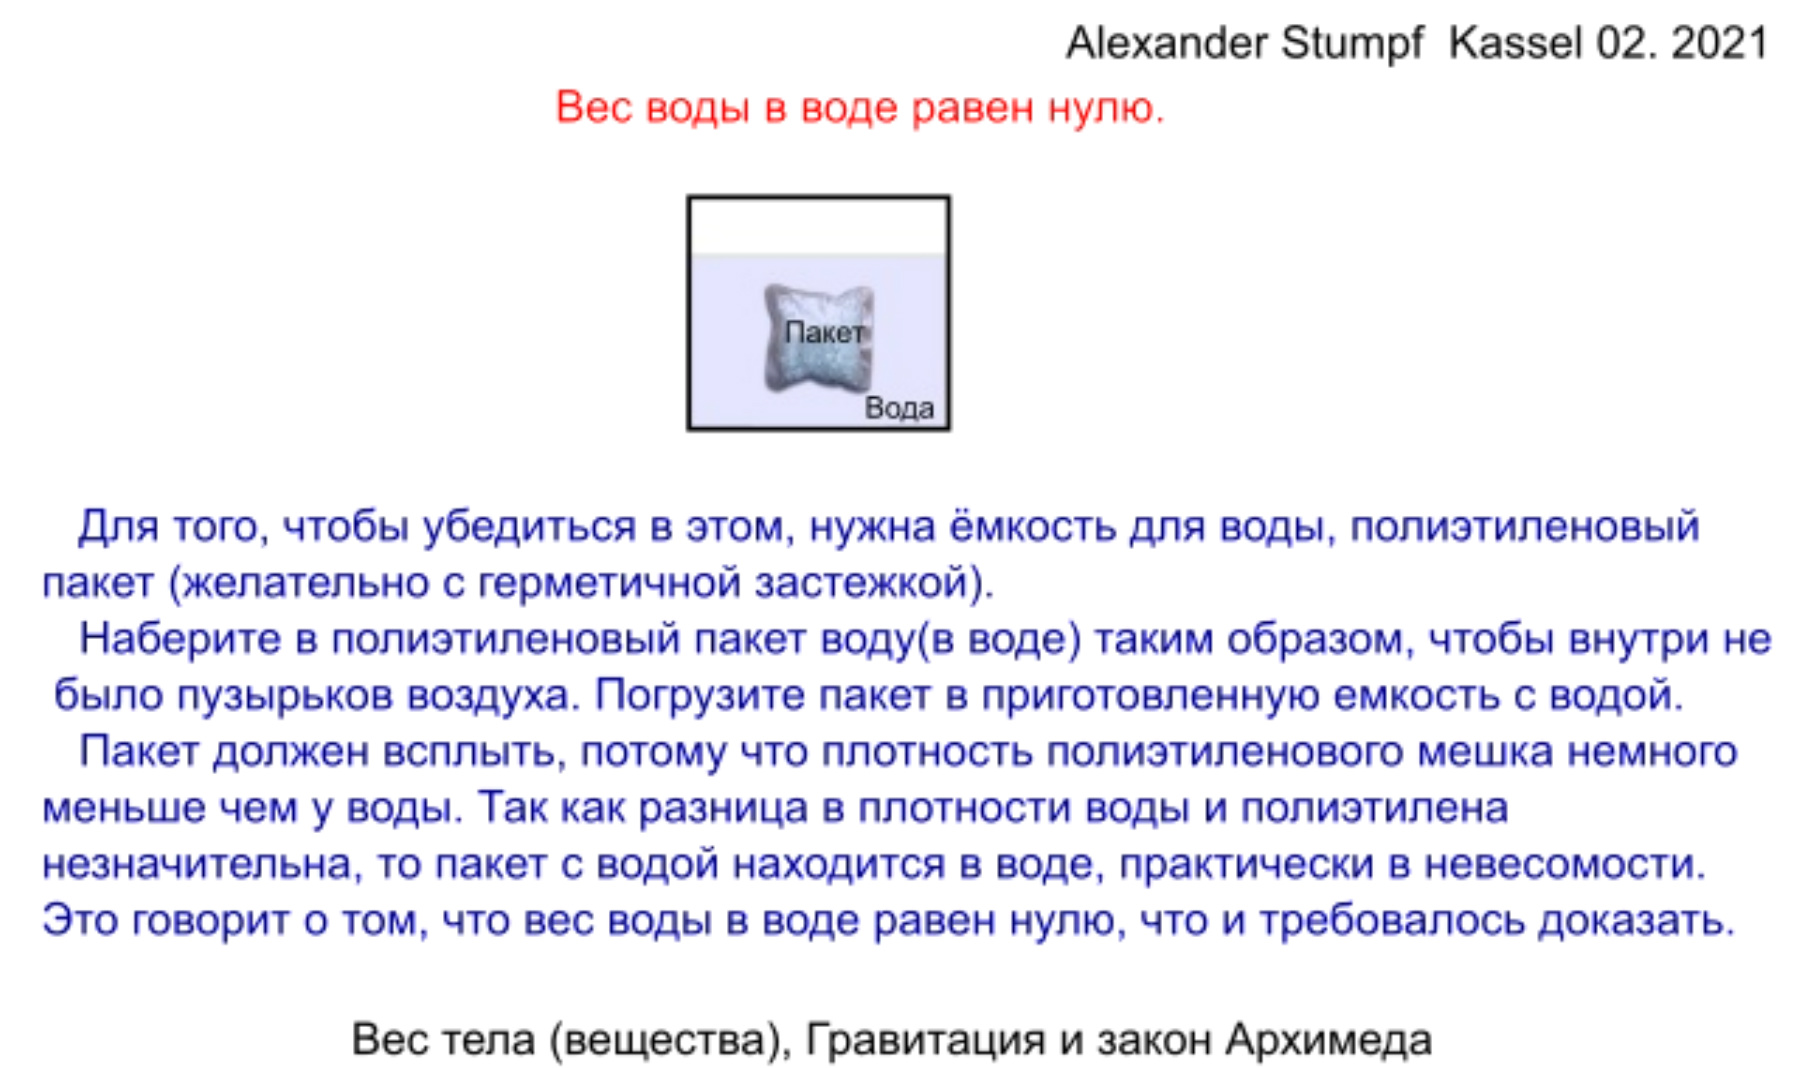 Alexander Stumpf  Kassel 02. 2021
Вес воды в воде равен нулю.
Пакет
Вода
Для того, чтобы убедиться в этом, нужна ёмкость для воды, полиэтиленовый
пакет (желательно с герметичной застежкой).
Наберите в полиэтиленовый пакет воду(в воде) таким образом, чтобы внутри не
было пузырьков воздуха. Погрузите пакет в приготовленную емкость с водой.
Пакет должен всплыть, потому что плотность полиэтиленового мешка немного
меньше чем у воды. Так как разница в плотности воды и полиэтилена
незначительна, то пакет с водой находится в воде, практически в невесомости.
Это говорит о том, что вес воды в воде равен нулю, что и требовалось доказать.
Вес тела (вещества), Гравитация и закон Архимеда